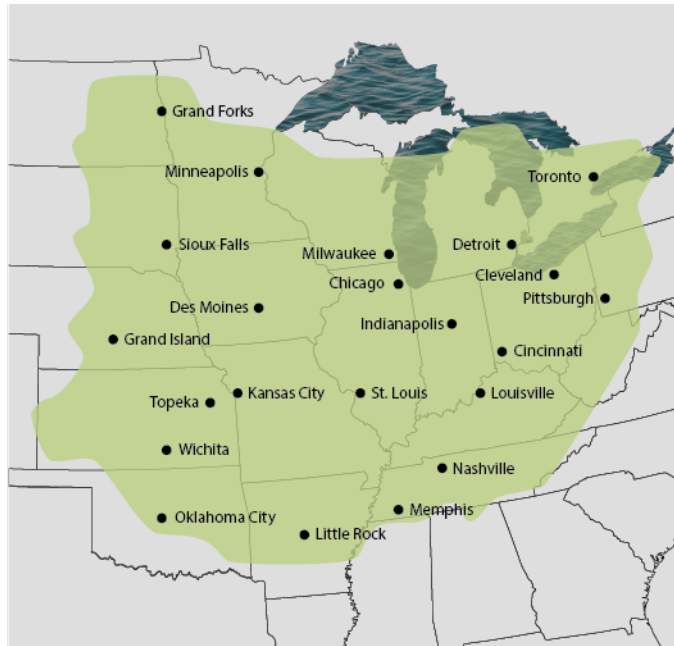 Grand Forks
Minneapolis
Toronto
Sioux Falls
Milwaukee
Detroit
Chicago
Cleveland
Pittsburgh
Des Moines
Indianapolis
Grand Island
Cincinnati
Topeka
Kansas City
St. Louis
Louisville
Wichita
Nashville
Oklahoma City
Memphis
Little Rock